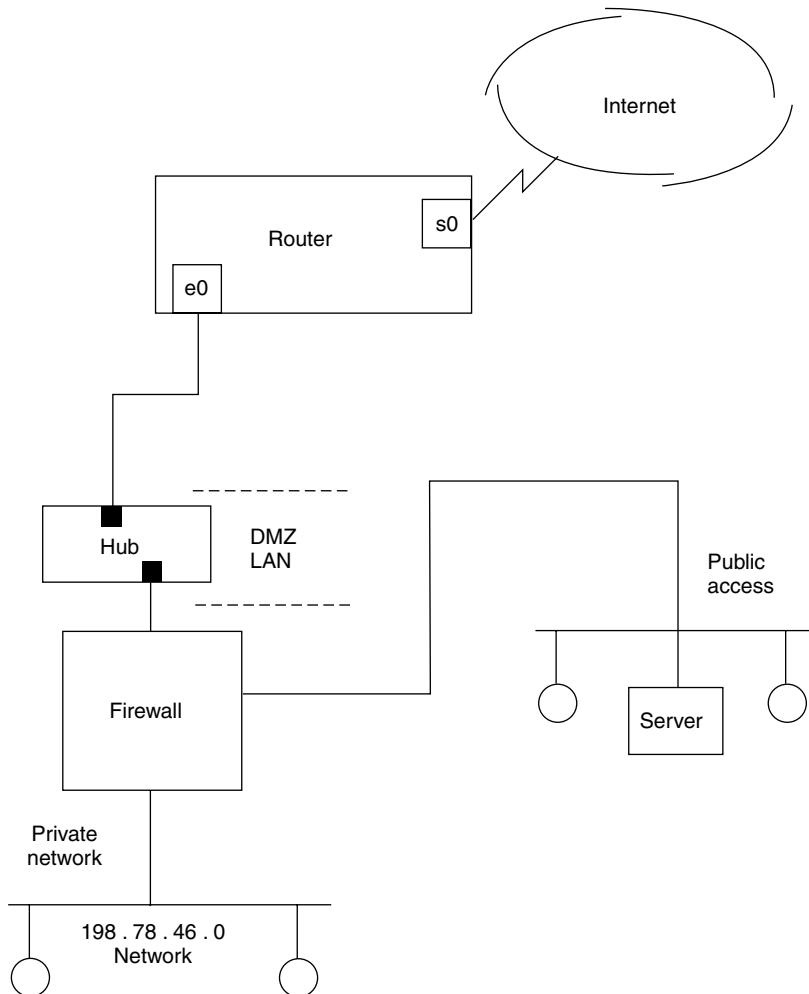 Internet
Router
s0
e0
Hub
DMZ
LAN
Public
access
Firewall
Server
Private
network
198 . 78 . 46 . 0
Network